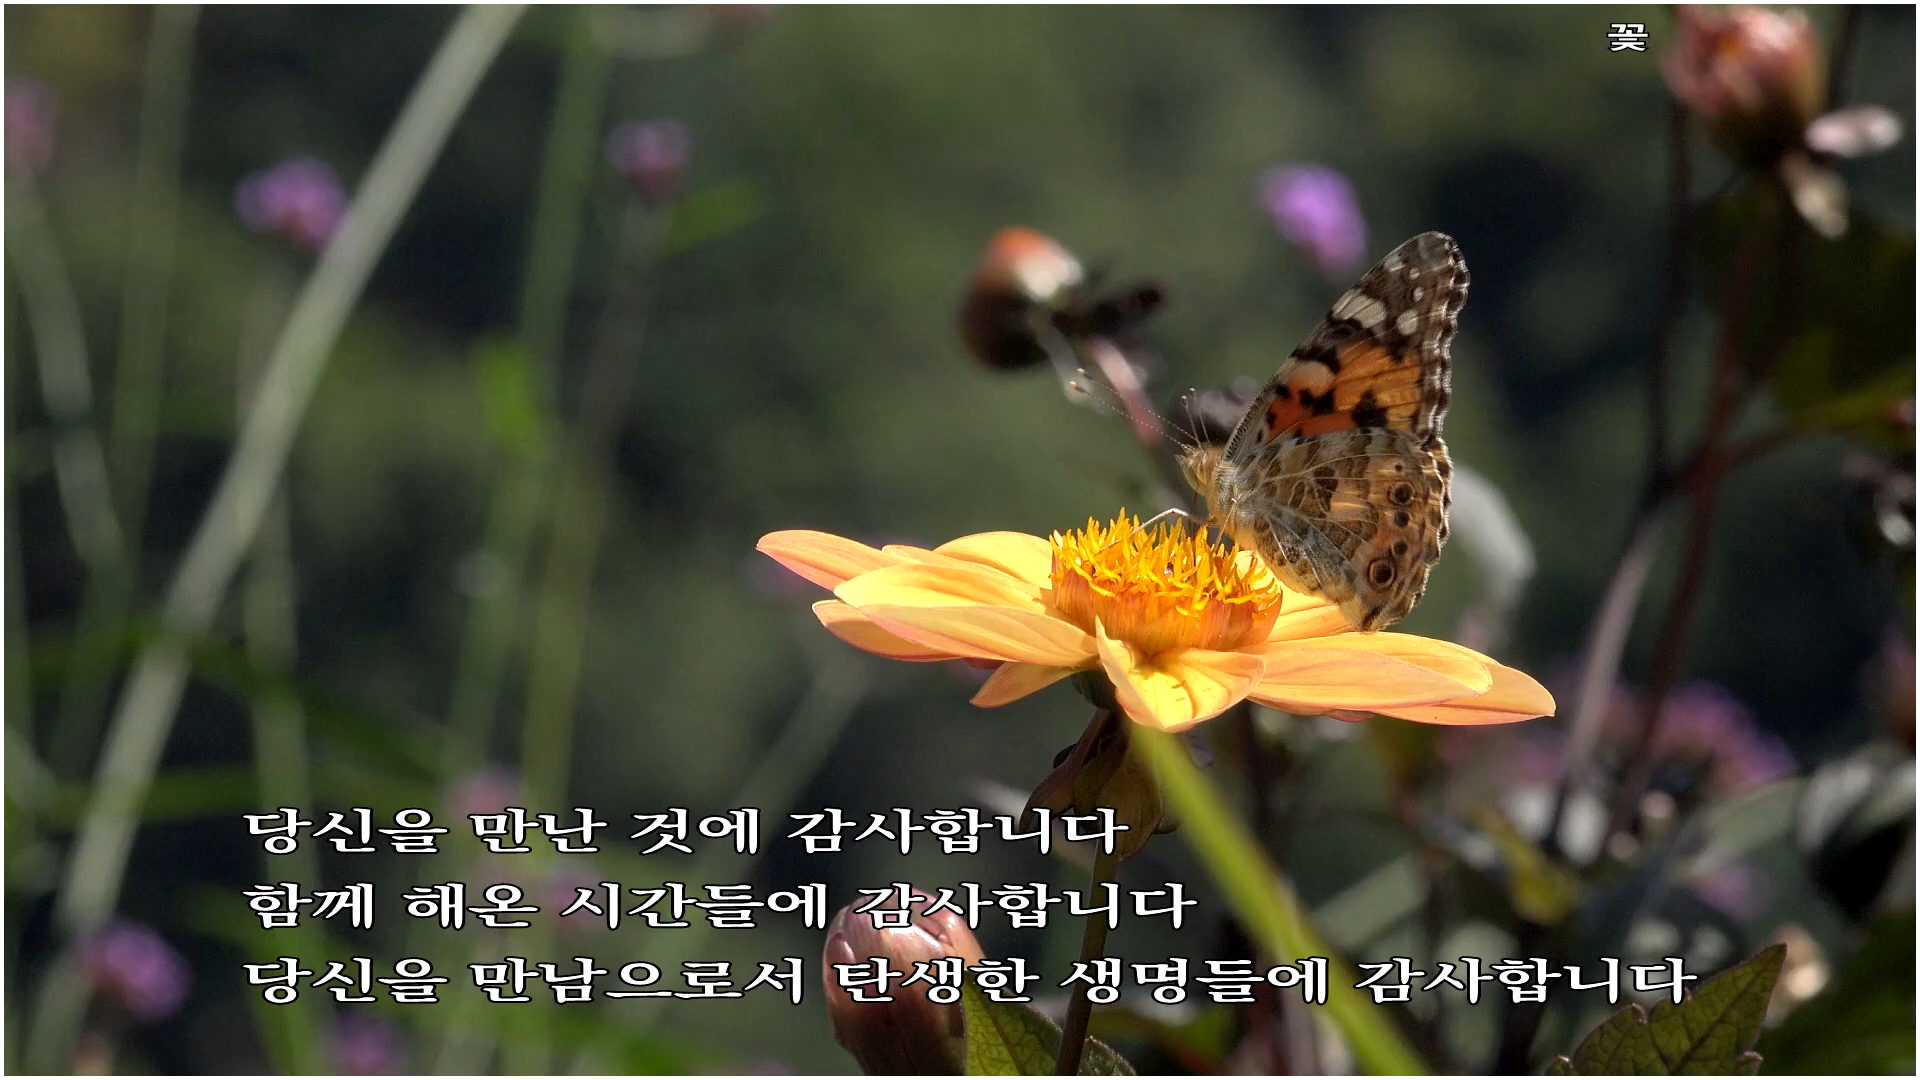 꽃
당신을 만난 것에 감사합니다
함께 해온 시간들에 감사합니다
당신을 만남으로서 탄생한 생명들에 감사합니다